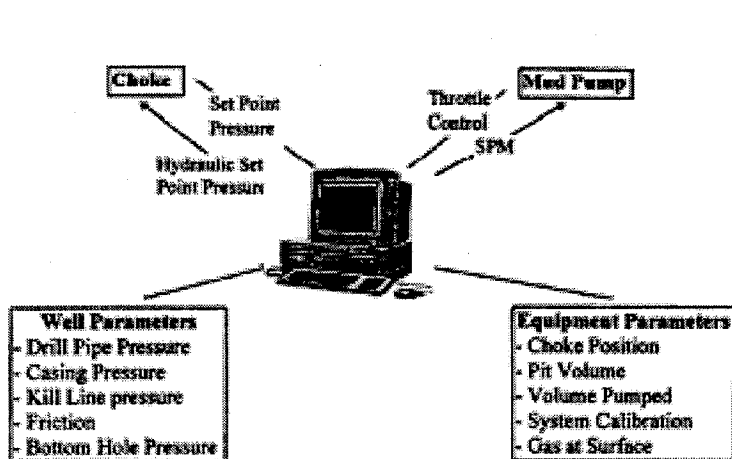 Choke
Set Point
Pressure
Hydraulic Set
Point Pressure
Mud Pump
Throttle
Control
SPM
Well Parameters
- Drill Pipe Pressure
- Casing Pressure
- Kill Line pressure
- Friction
- Bottom Hole Pressure
Equipment Parameters
- Choke Position
- Pit Volume
- Volume Pumped
- System Calibration
- Gas at Surface